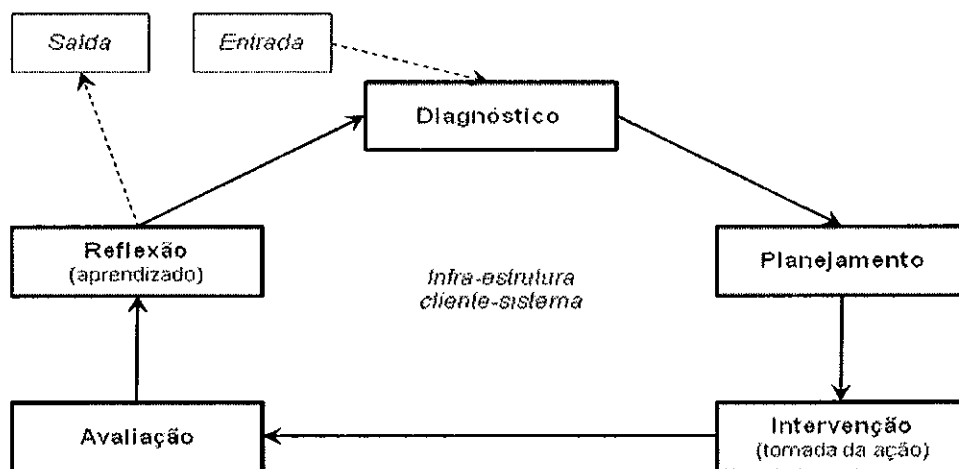 Saída
Entrada
Diagnóstico
Reflexão
(aprendizado)
Planejamento
Infra-estrutura
cliente-sistema
Avaliação
Intervenção
(tomada da ação)